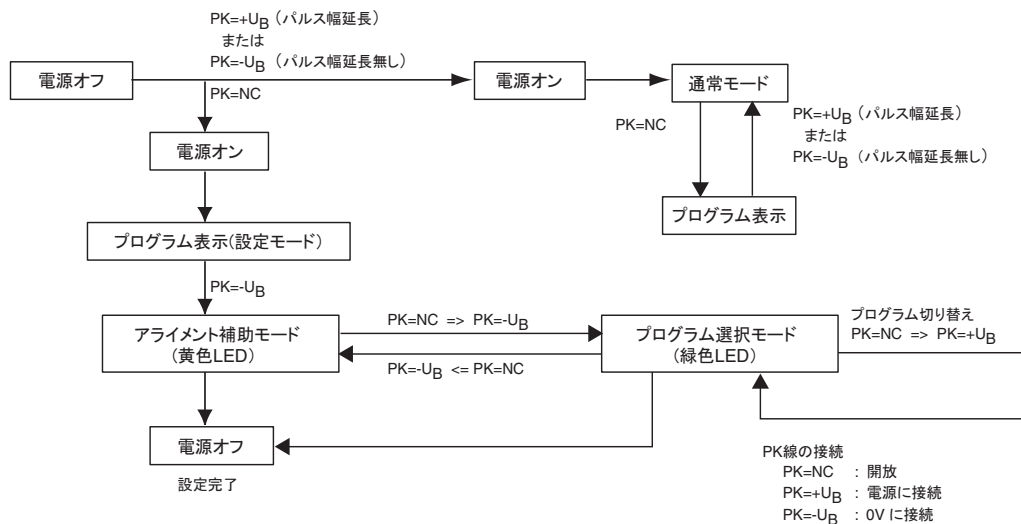 PK=+UB (パルス幅延長)
または
PK=-UB (パルス幅延長無し)
電源オフ
電源オン
通常モード
PK=NC
PK=NC
PK=+UB (パルス幅延長)
または
PK=-UB (パルス幅延長無し)
電源オン
プログラム表示
プログラム表示(設定モード)
PK=-UB
アライメント補助モード
(黄色LED)
PK=NC => PK=-UB
PK=-UB <= PK=NC
プログラム選択モード
(緑色LED)
プログラム切り替え
PK=NC => PK=+UB
電源オフ
設定完了
PK線の接続
PK=NC : 開放
PK=+UB : 電源に接続
PK=-UB : 0V に接続